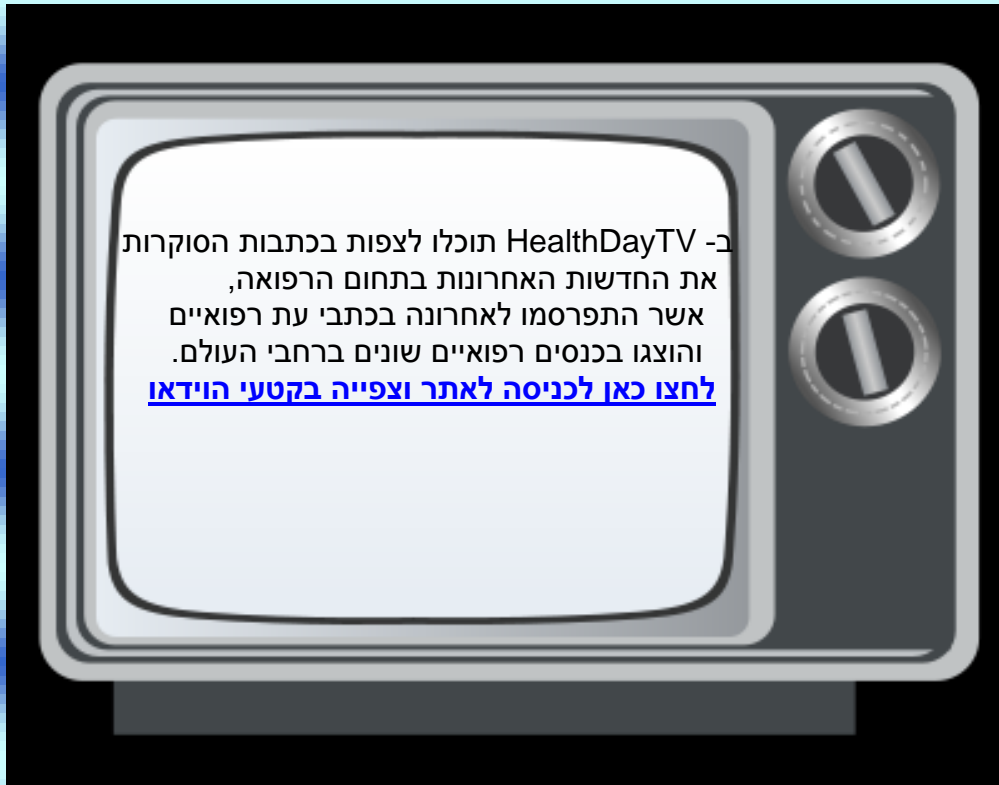 ב- HealthDayTV תוכלו לצפות בכתבות הסוקרות
את החדשות האחרונות בתחום הרפואה,
אשר התפרסמו לאחרונה בכתבי עת רפואיים
והוצגו בכנסים רפואיים שונים ברחבי העולם.
לחצו כאן לכניסה לאתר וצפייה בקטעי הוידאו